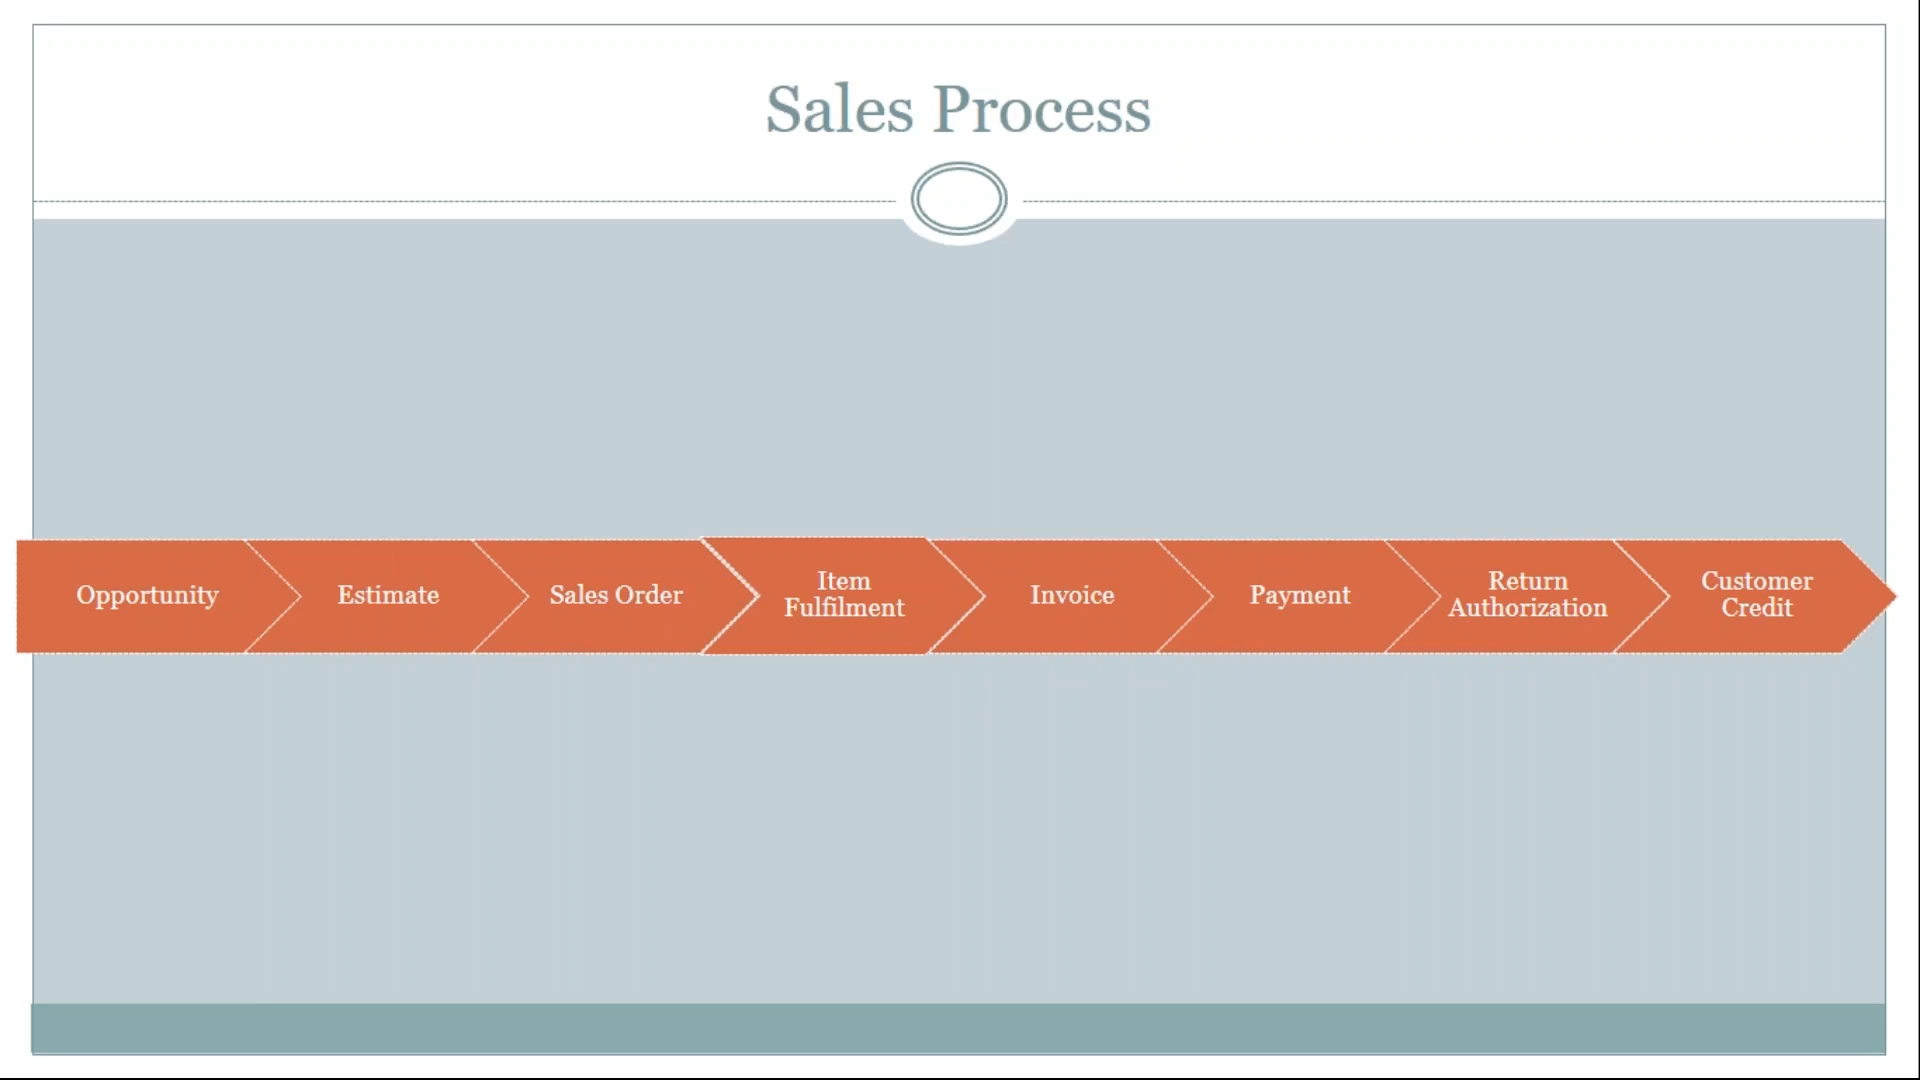 Sales Process
Opportunity
Estimate
Sales Order
Item
Fulfilment
Invoice
Payment
Return
Authorization
Customer
Credit